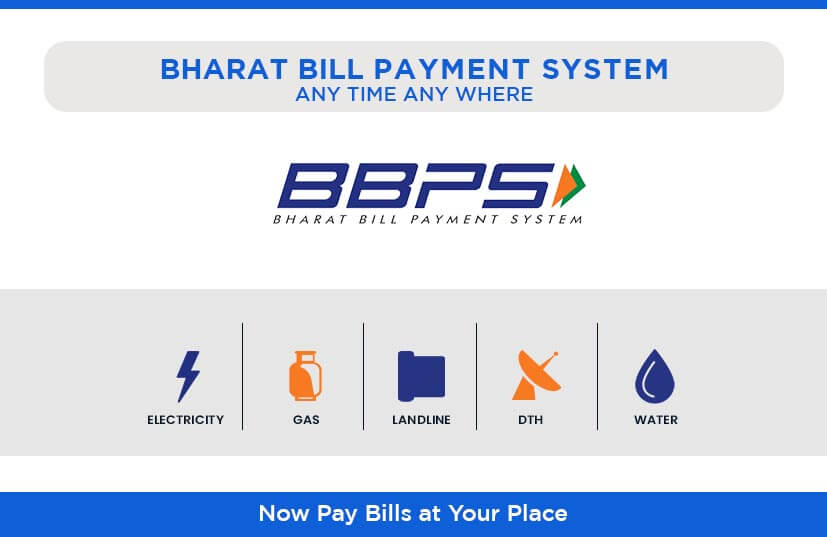 BHARAT BILL PAYMENT SYSTEM
ANY TIME ANY WHERE
BBPS
BHARAT BILL PAYMENT SYSTEM
ELECTRICITY GAS LANDLINE DTH WATER
Now Pay Bills at Your Place